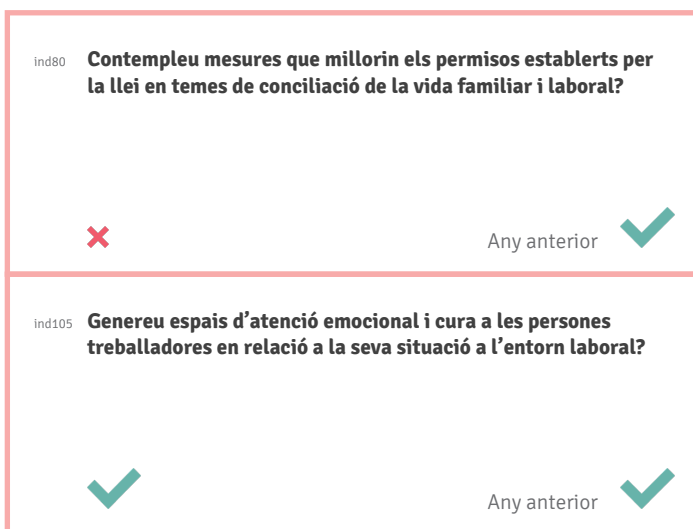 ind80 Contempleu mesures que millorin els permisos establerts per
la llei en temes de conciliació de la vida familiar i laboral?
Any anterior
ind105 Genereu espais d’atenció emocional i cura a les persones
treballadores en relació a la seva situació a l’entorn laboral?
Any anterior